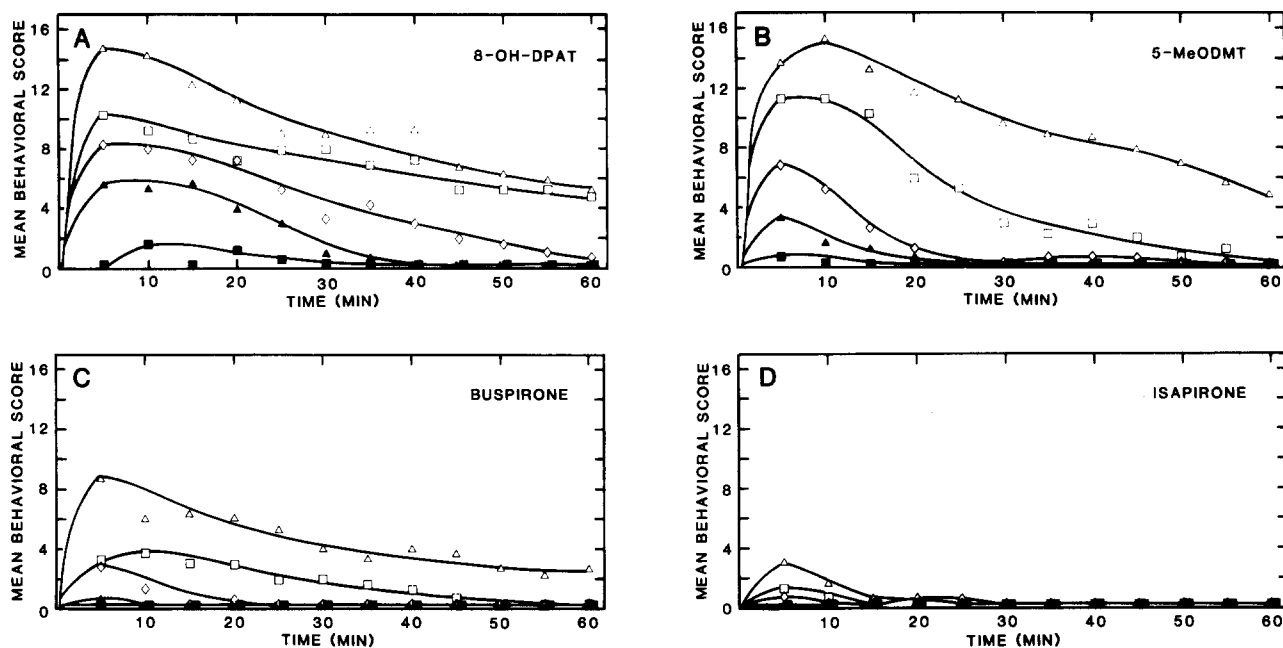 A
8-OH-DPAT
MEAN BEHAVIORAL SCORE
16
12
8
4
0
10 20 30 40 50 60
TIME (MIN)
B
5-MeODMT
MEAN BEHAVIORAL SCORE
16
12
8
4
0
10 20 30 40 50 60
TIME (MIN)
C
BUSPIRONE
MEAN BEHAVIORAL SCORE
16
12
8
4
0
10 20 30 40 50 60
TIME (MIN)
D
ISAPIRONE
MEAN BEHAVIORAL SCORE
16
12
8
4
0
10 20 30 40 50 60
TIME (MIN)